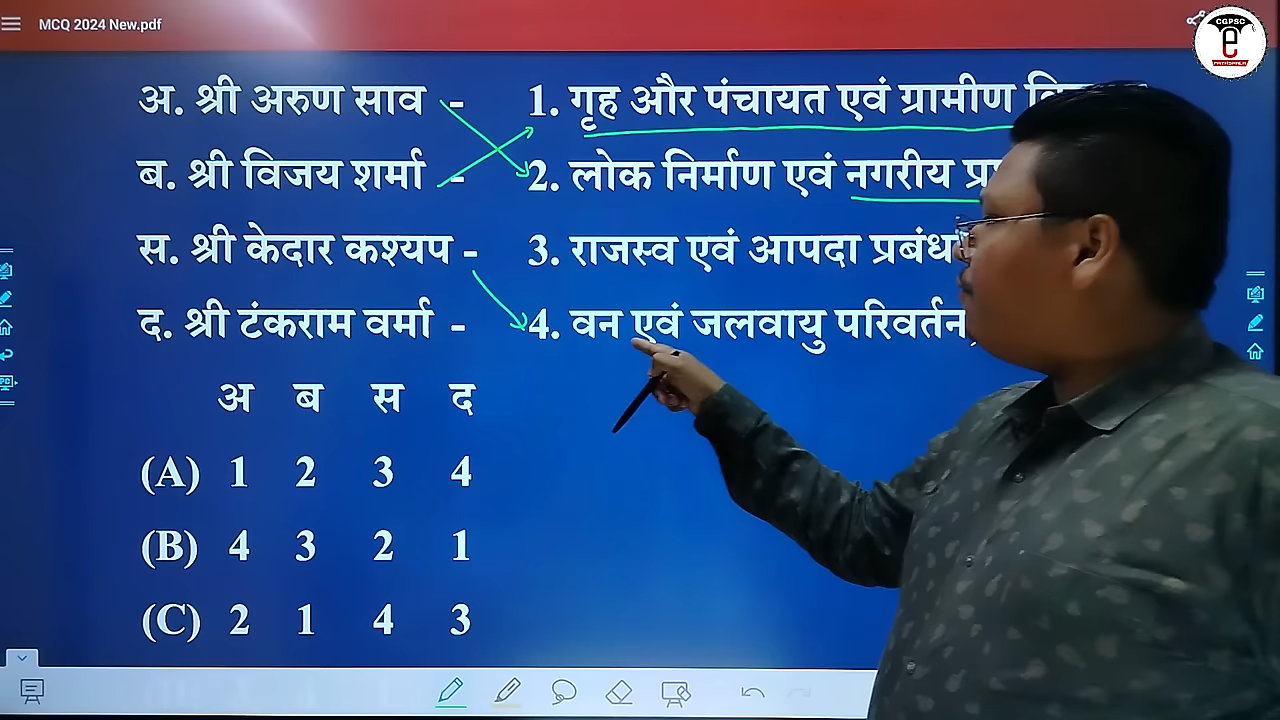 MCQ 2024 New.pdf
CGPSC
e
अ. श्री अरुण साव - 1. गृह और पंचायत एवं ग्रामीण
ब. श्री विजय शर्मा - 2. लोक निर्माण एवं नगरीय
स. श्री केदार कश्यप - 3. राजस्व एवं आपदा प्रबंध
द. श्री टंकराम वर्मा - 4. वन एवं जलवायु परिवर्तन,
अ ब स द
(A) 1 2 3 4
(B) 4 3 2 1
(C) 2 1 4 3